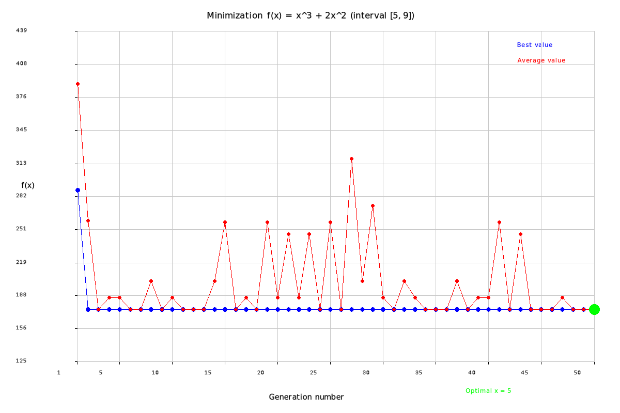 Minimization f(x) = x^3 + 2x^2 (interval [5, 9])
439
Best value
408
Average value
376
345
313
f(x)
282
251
219
188
156
125
1 5 10 15 20 25 30 35 40 45 50
Optimal x = 5
Generation number